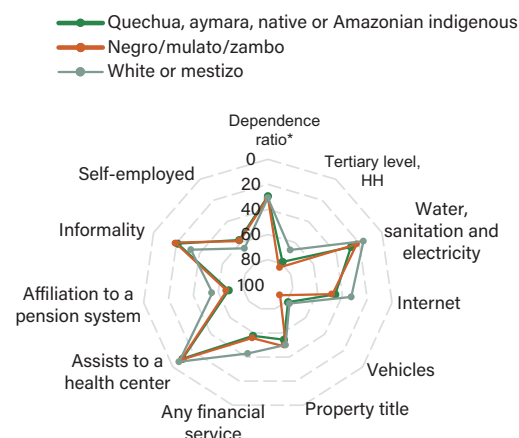 Quechua, aymara, native or Amazonian indigenous
Negro/mulato/zambo
White or mestizo
Dependence
ratio*
Tertiary level,
HH
Water,
sanitation and
electricity
Internet
Vehicles
Property title
Any financial
service
Assists to a
health center
Affiliation to a
pension system
Informality
Self-employed
0
20
40
60
80
100